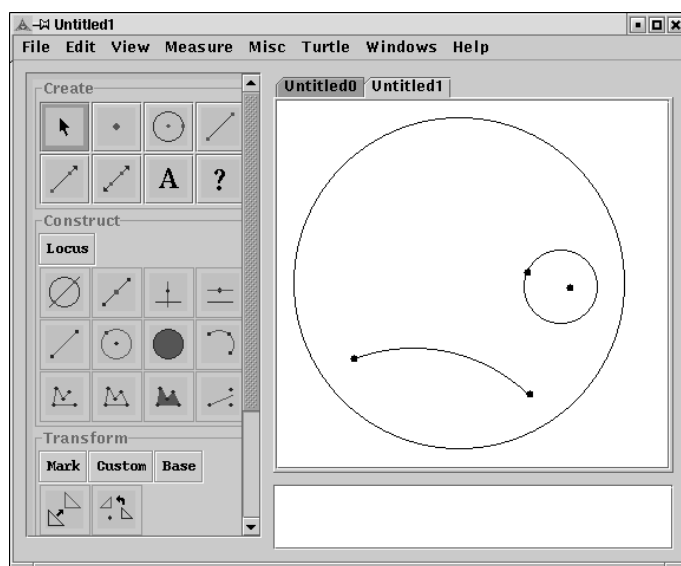 Untitled1
File Edit View Measure Misc Turtle Windows Help
Create
A ?
Construct
Locus
Transform
Mark Custom Base
Untitled0 Untitled1